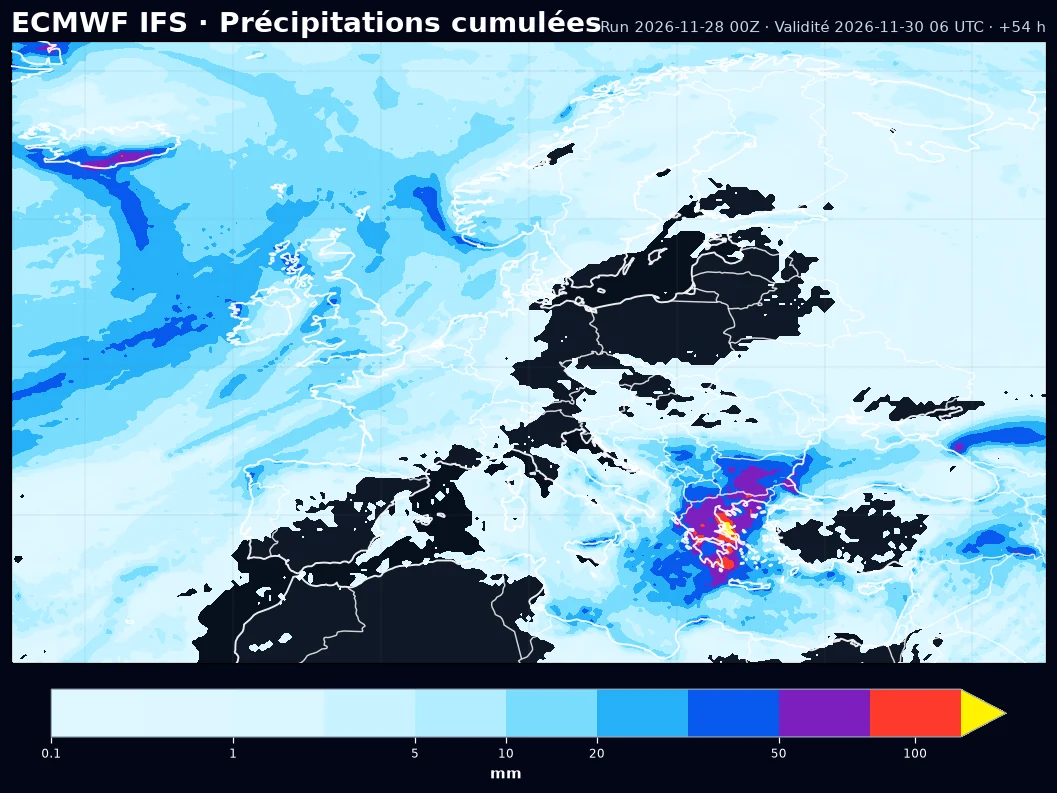 ECMWF IFS · Précipitations cumulées
Run 2026-11-28 00Z · Validité 2026-11-30 06 UTC · +54 h
0.1 1 5 10 20 50 100
mm